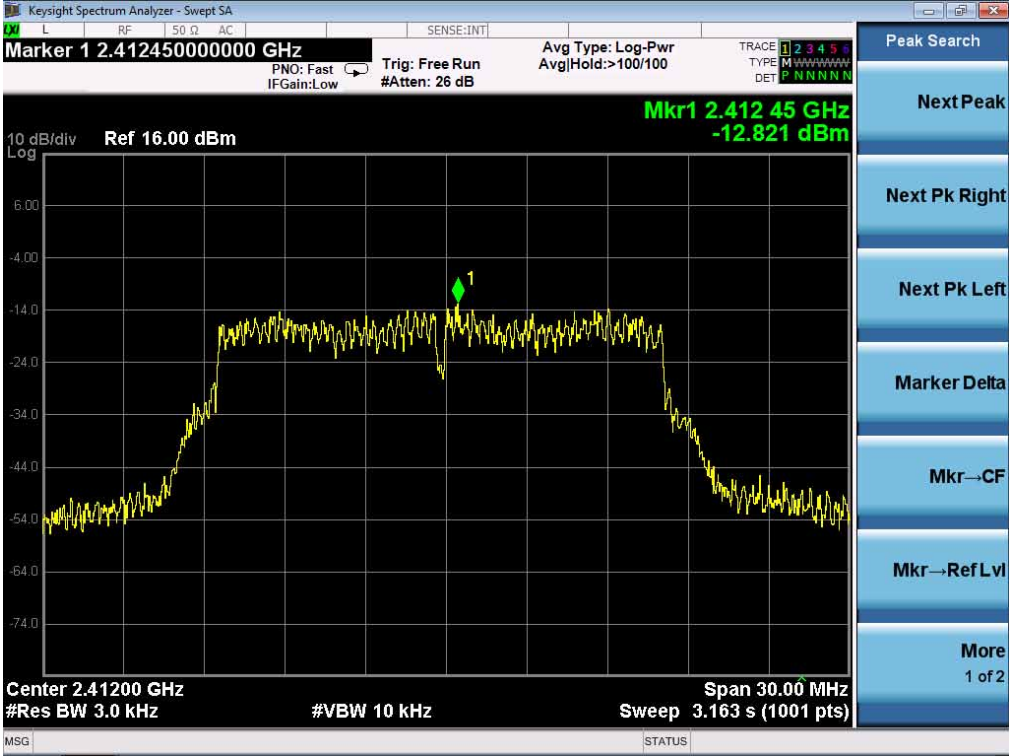 Keysight Spectrum Analyzer - Swept SA
LXI L RF 50 Ω AC SENSE:INT
Marker 1 2.412450000000 GHz
PNO: Fast
IFGain:Low
Trig: Free Run
#Atten: 26 dB
Avg Type: Log-Pwr
Avg|Hold:>100/100
TRACE 1 2 3 4 5 6
TYPE M WWWWW
DET P N N N N N
Peak Search
Mkr1 2.412 45 GHz
-12.821 dBm
10 dB/div Ref 16.00 dBm
Log
6.00
-4.00
-14.0
-24.0
-34.0
-44.0
-54.0
-64.0
-74.0
1
Center 2.41200 GHz
Span 30.00 MHz
#Res BW 3.0 kHz
#VBW 10 kHz
Sweep 3.163 s (1001 pts)
MSG
STATUS
Next Peak
Next Pk Right
Next Pk Left
Marker Delta
Mkr→CF
Mkr→Ref Lvl
More
1 of 2